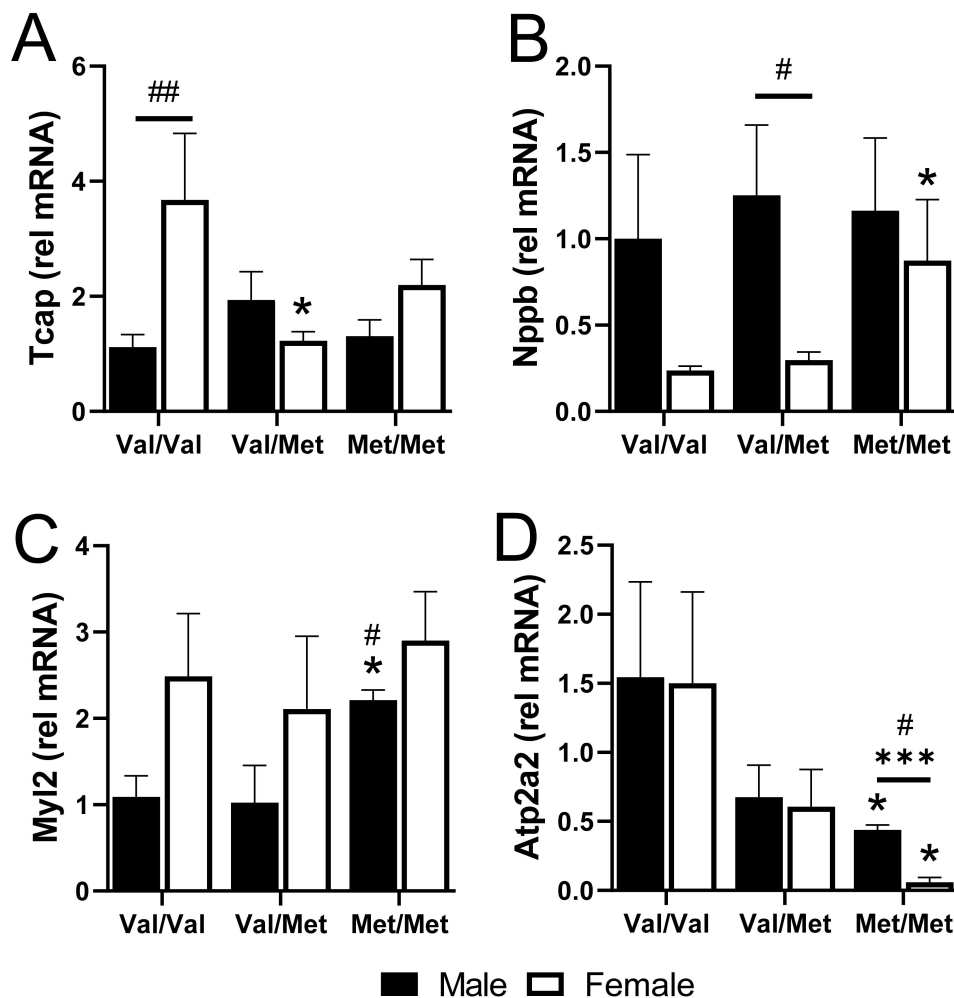 A
Tcap (rel mRNA)
6
4
2
0
##
*
Val/Val Val/Met Met/Met
B
Nppb (rel mRNA)
2.0
1.5
1.0
0.5
0.0
#
*
Val/Val Val/Met Met/Met
C
Myl2 (rel mRNA)
4
3
2
1
0
#
*
Val/Val Val/Met Met/Met
D
Atp2a2 (rel mRNA)
2.5
2.0
1.5
1.0
0.5
0.0
#
***
*
*
Val/Val Val/Met Met/Met
Male Female